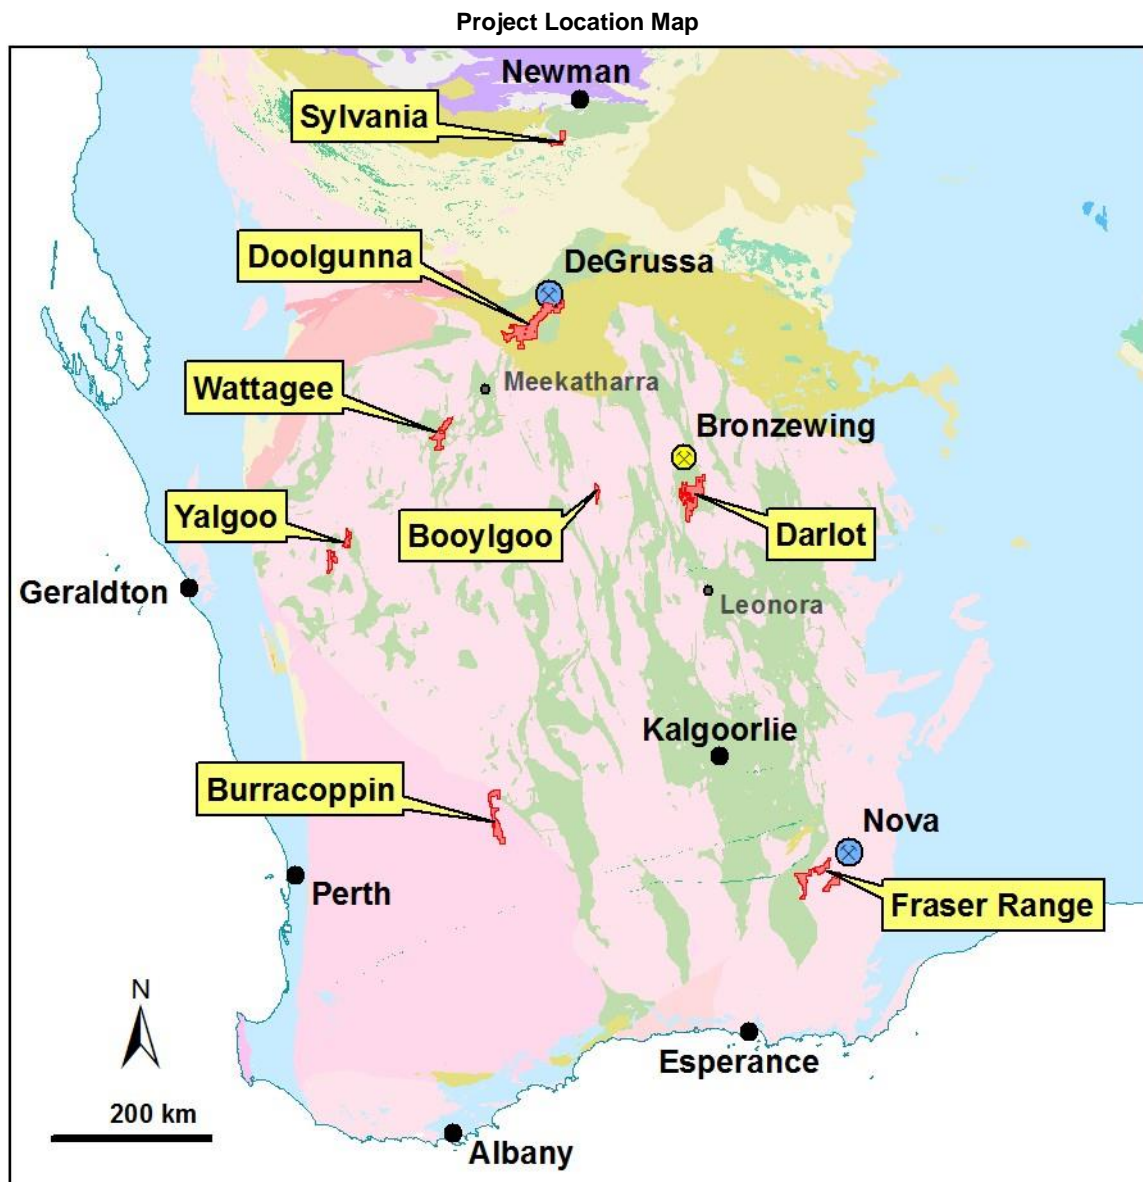 Project Location Map
Newman
Sylvania
Doolgunna
DeGrussa
Wattagee
Meekatharra
Bronzewing
Yalgoo
Booylgoo
Darlot
Geraldton
Leonora
Kalgoorlie
Burracoppin
Nova
Perth
Fraser Range
N
Esperance
200 km
Albany